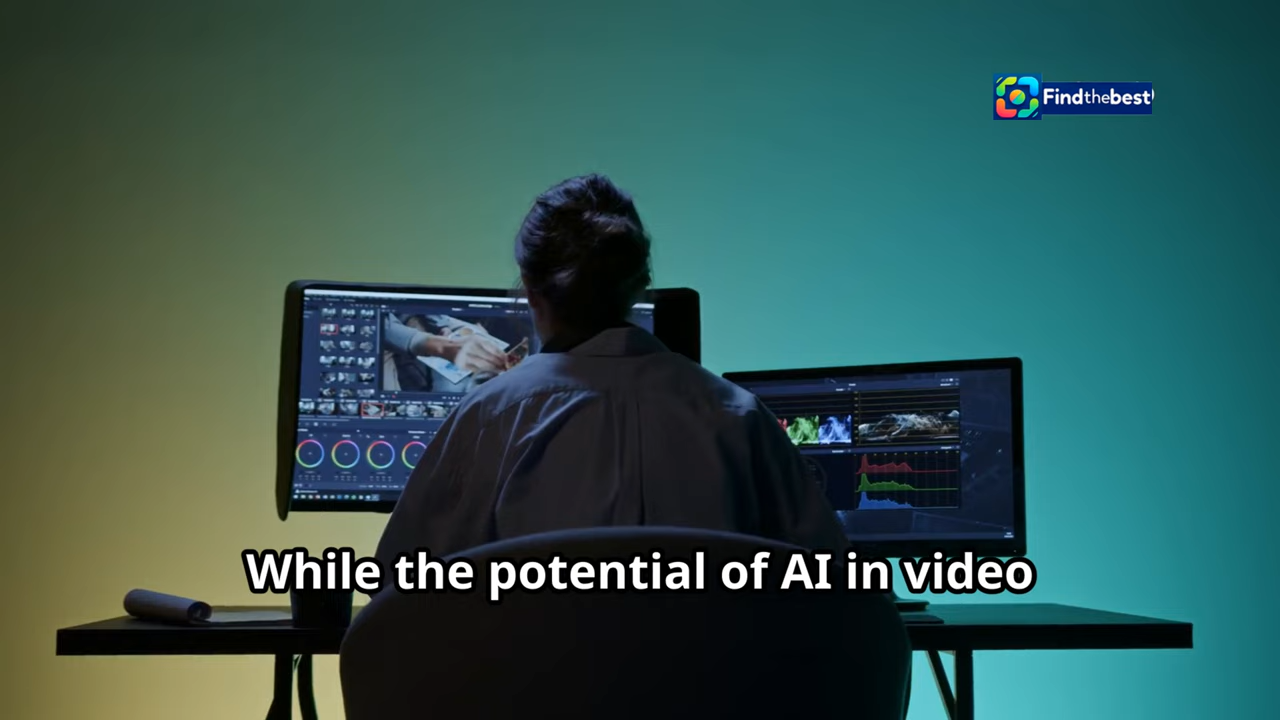 Findthebest
While the potential of AI in video